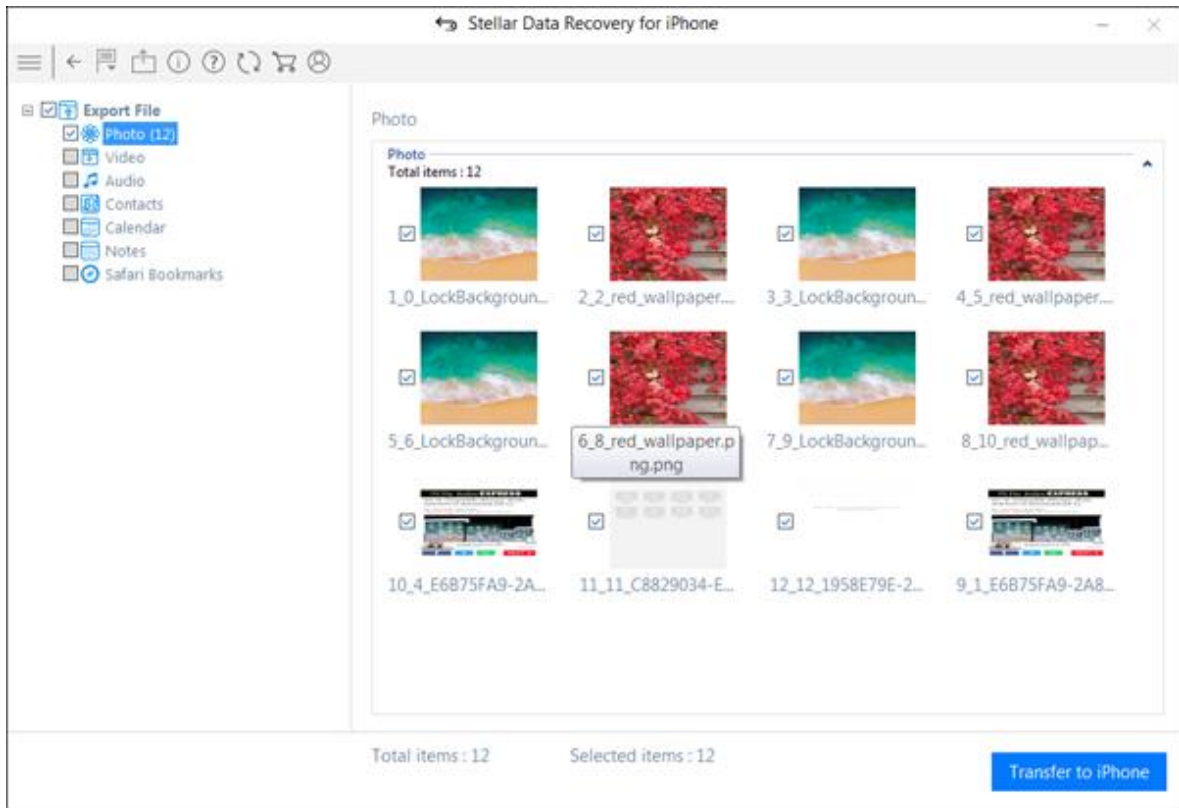 Stellar Data Recovery for iPhone
Export File
Photo (12)
Video
Audio
Contacts
Calendar
Notes
Safari Bookmarks
Photo
Photo
Total items : 12
1_0_LockBackgroun...
2_2_red_wallpaper....
3_3_LockBackgroun...
4_5_red_wallpaper....
5_6_LockBackgroun...
6_8_red_wallpaper.p
ng.png
7_9_LockBackgroun...
8_10_red_wallpap...
EXPRESS
EXPRESS
10_4_E6B75FA9-2A...
11_11_C8829034-E...
12_12_1958E79E-2...
9_1_E6B75FA9-2A8...
Total items : 12
Selected items : 12
Transfer to iPhone